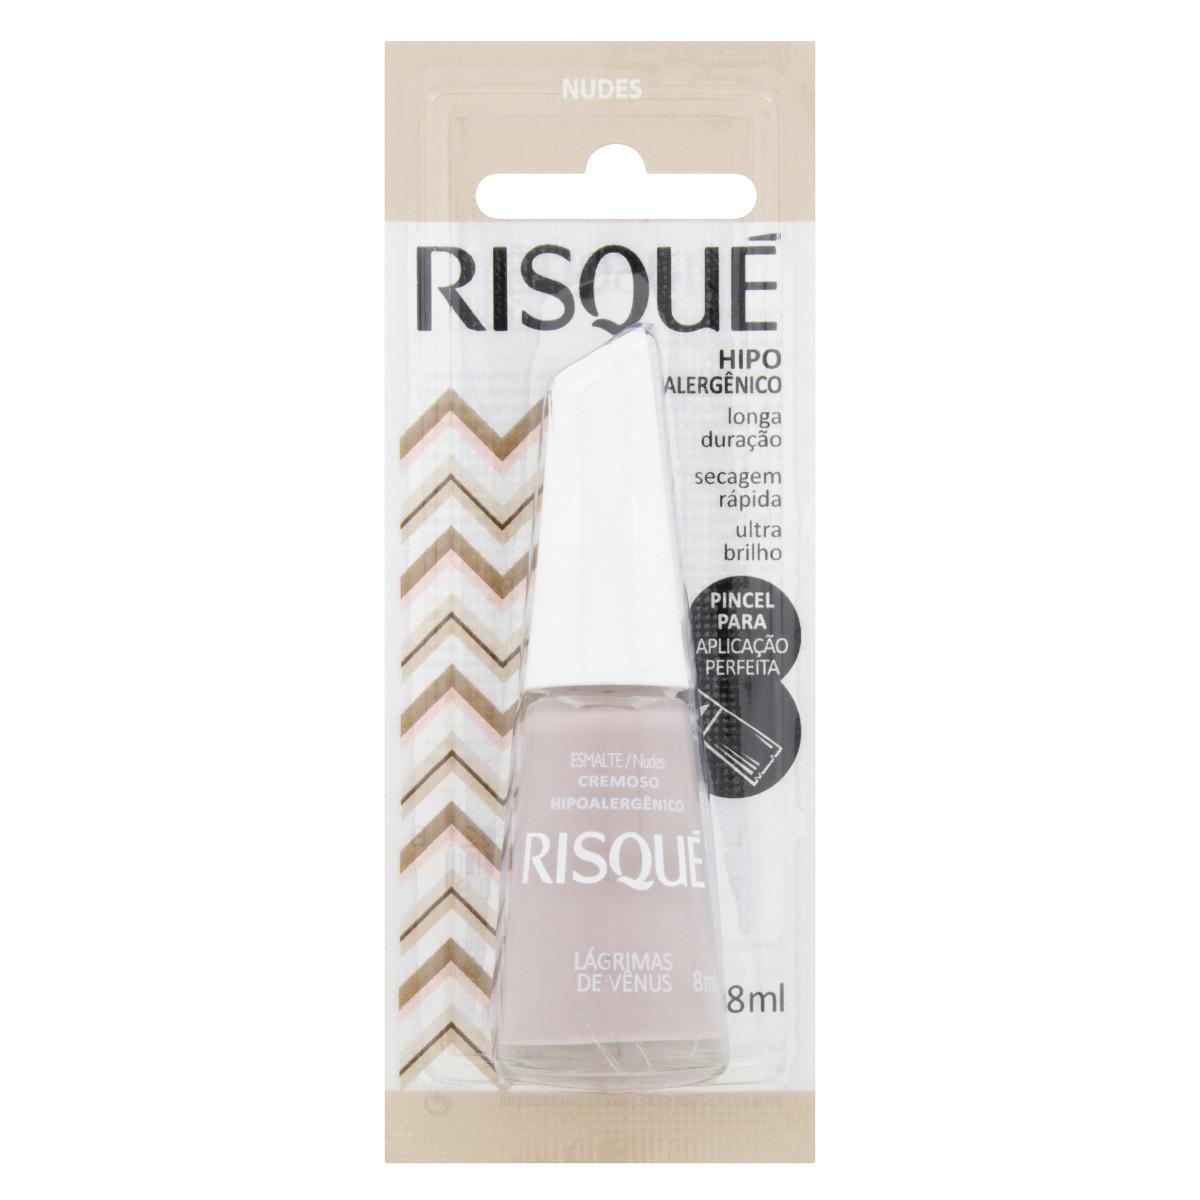 NUDES
RISQUÉ
HIPO
ALERGÊNICO
longa
duração
secagem
rápida
ultra
brilho
PINCEL
PARA
APLICAÇÃO
PERFEITA
ESMALTE/Nudes
CREMOSO
HIPOALERGÊNICO
RISQUÉ
LÁGRIMAS
DE VÊNUS 8ml
8ml